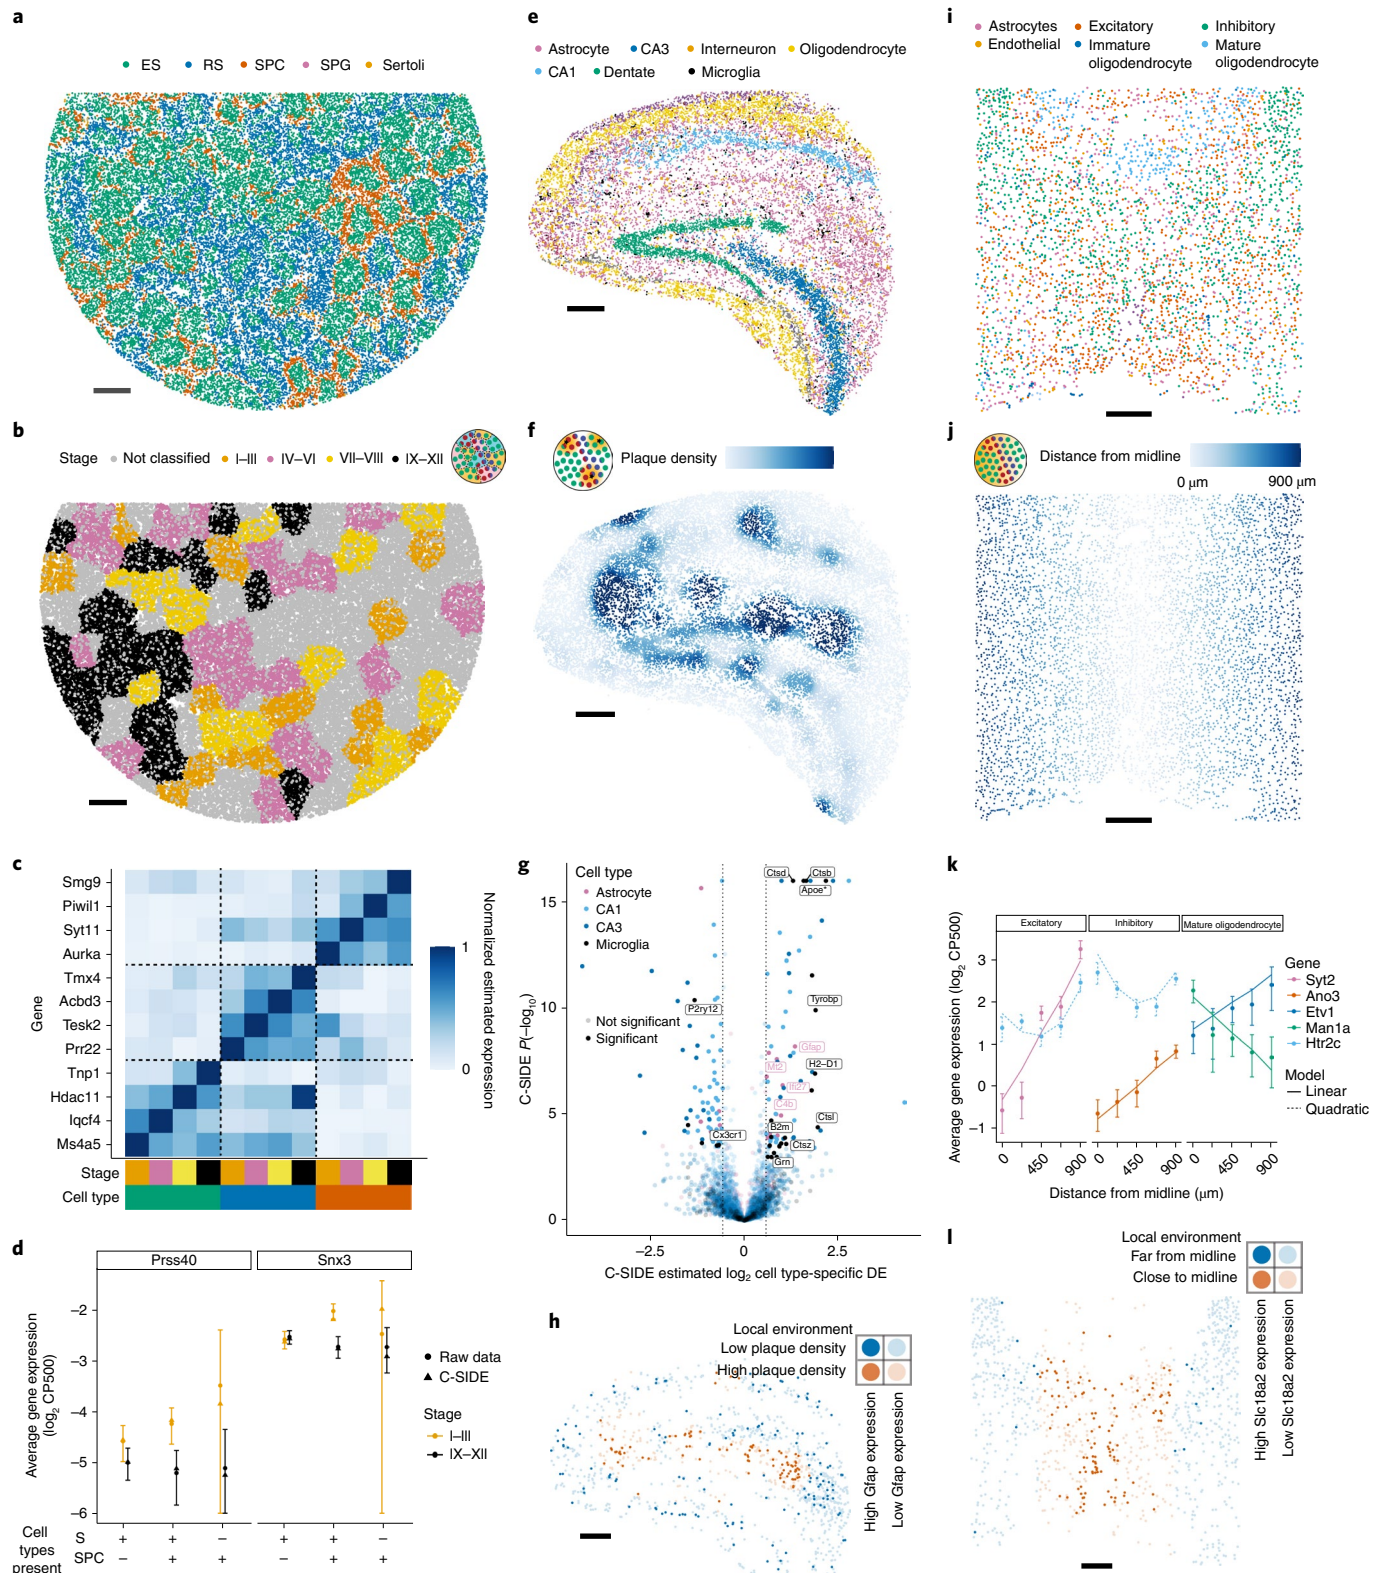 a
ES RS SPC SPG Sertoli
b
Stage Not classified I–III IV–VI VII–VIII IX–XII
c
Gene
Smg9
Piwil1
Syt11
Aurka
Tmx4
Acbd3
Tesk2
Prr22
Tnp1
Hdac11
Iqcf4
Ms4a5
Stage
Cell type
Normalized estimated expression
1
0
d
Prss40 Snx3
Average gene expression
(log2 CP500)
–2
–3
–4
–5
–6
Raw data
C-SIDE
Stage
I–III
IX–XII
Cell types present
S + + – + + –
SPC – + + – + +
e
Astrocyte CA3 Interneuron Oligodendrocyte
CA1 Dentate Microglia
f
Plaque density
g
Cell type
Astrocyte
CA1
CA3
Microglia
Not significant
Significant
C-SIDE P(–log10)
15
10
5
0
–2.5 0 2.5
C-SIDE estimated log2 cell type-specific DE
Ctsd Ctsb
Apoe*
P2ry12
Tyrobp
Gfap
Mt2
H2–D1
Ifi27
C4b
Ctsl
B2m
Cx3cr1
Ctsz
Grn
h
Local environment
Low plaque density
High plaque density
High Gfap expression
Low Gfap expression
i
Astrocytes Excitatory Inhibitory
Endothelial Immature oligodendrocyte Mature oligodendrocyte
j
Distance from midline
0 μm 900 μm
k
Excitatory Inhibitory Mature oligodendrocyte
Average gene expression (log2 CP500)
3
2
1
0
–1
0 450 900 0 450 900 0 450 900
Distance from midline (μm)
Gene
Syt2
Ano3
Etv1
Man1a
Htr2c
Model
Linear
Quadratic
l
Local environment
Far from midline
Close to midline
High Slc18a2 expression
Low Slc18a2 expression